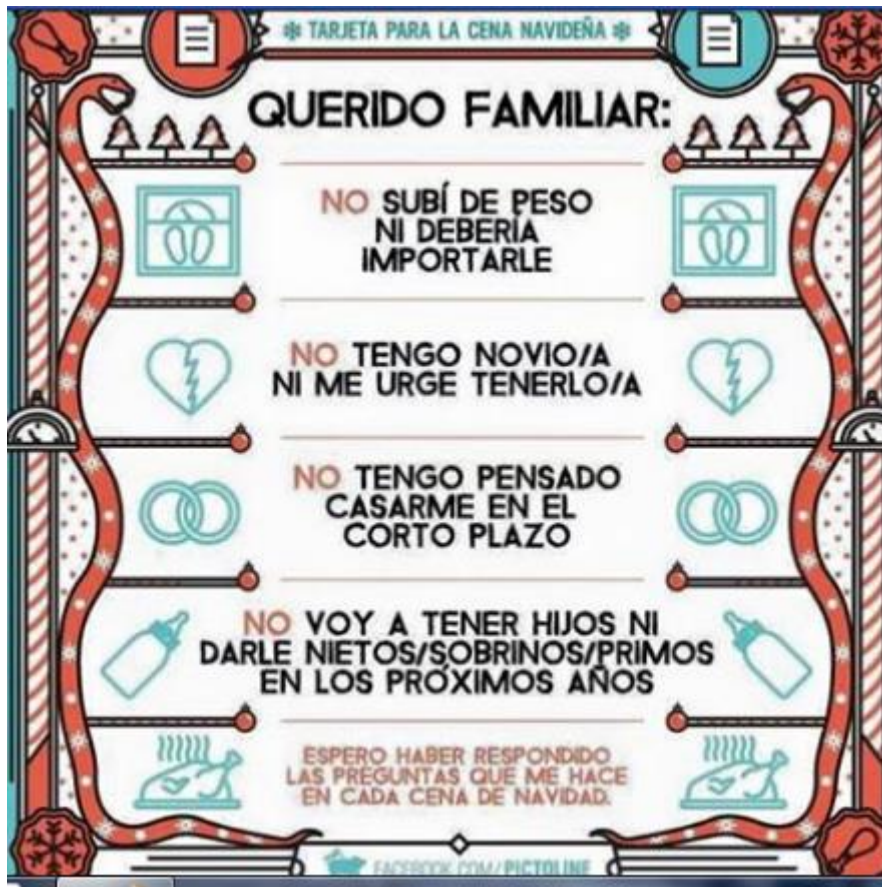 TARJETA PARA LA CENA NAVIDEÑA
QUERIDO FAMILIAR:
NO SUBÍ DE PESO
NI DEBERÍA
IMPORTARLE
NO TENGO NOVIO/A
NI ME URGE TENERLO/A
NO TENGO PENSADO
CASARME EN EL
CORTO PLAZO
NO VOY A TENER HIJOS NI
DARLE NIETOS/SOBRINOS/PRIMOS
EN LOS PRÓXIMOS AÑOS
ESPERO HABER RESPONDIDO
LAS PREGUNTAS QUE ME HACE
EN CADA CENA DE NAVIDAD.
FACEBOOK.COM/PICTOLINE